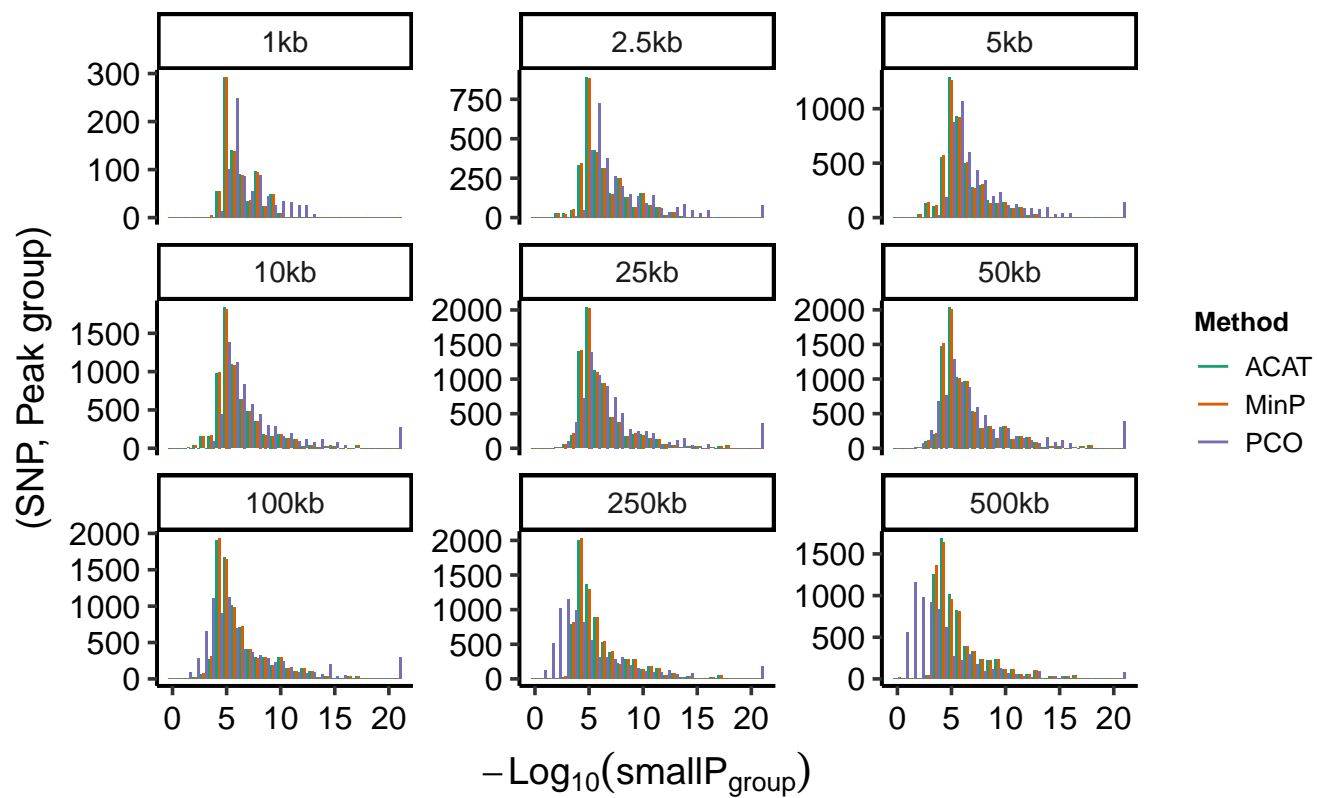 1kb
2.5kb
5kb
300
200
100
0
750
500
250
0
1000
500
0
10kb
25kb
50kb
1500
1000
500
0
2000
1500
1000
500
0
2000
1500
1000
500
0
100kb
250kb
500kb
2000
1500
1000
500
0
2000
1500
1000
500
0
1500
1000
500
0
0 5 10 15 20
0 5 10 15 20
0 5 10 15 20
(SNP, Peak group)
−Log10(smallPgroup)
Method
ACAT
MinP
PCO